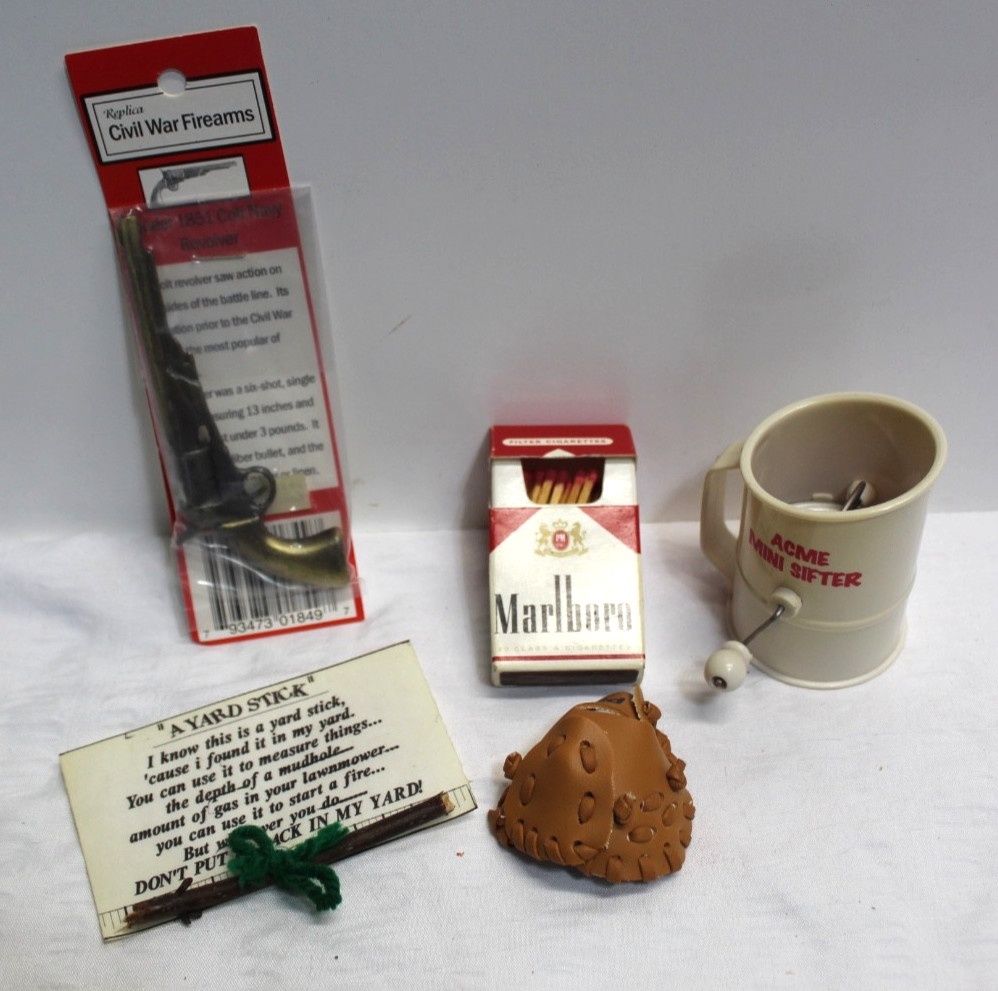 Replica
Civil War Firearms
1851 Colt Navy
Revolver
revolver saw action on
sides of the battle line. Its
prior to the Civil War
the most popular of
was a six-shot, single
13 inches and
under 3 pounds. It
bullet, and the
or linen.
7 93473 01849 7
FILTER CIGARETTES
PM
Marlboro
20 CLASS A CIGARETTES
ACME
MINI SIFTER
"A YARD STICK"
I know this is a yard stick,
'cause i found it in my yard.
You can use it to measure things...
the depth of a mudhole
amount of gas in your lawnmower...
you can use it to start a fire...
But you do
DON'T PUT ACK IN MY YARD!